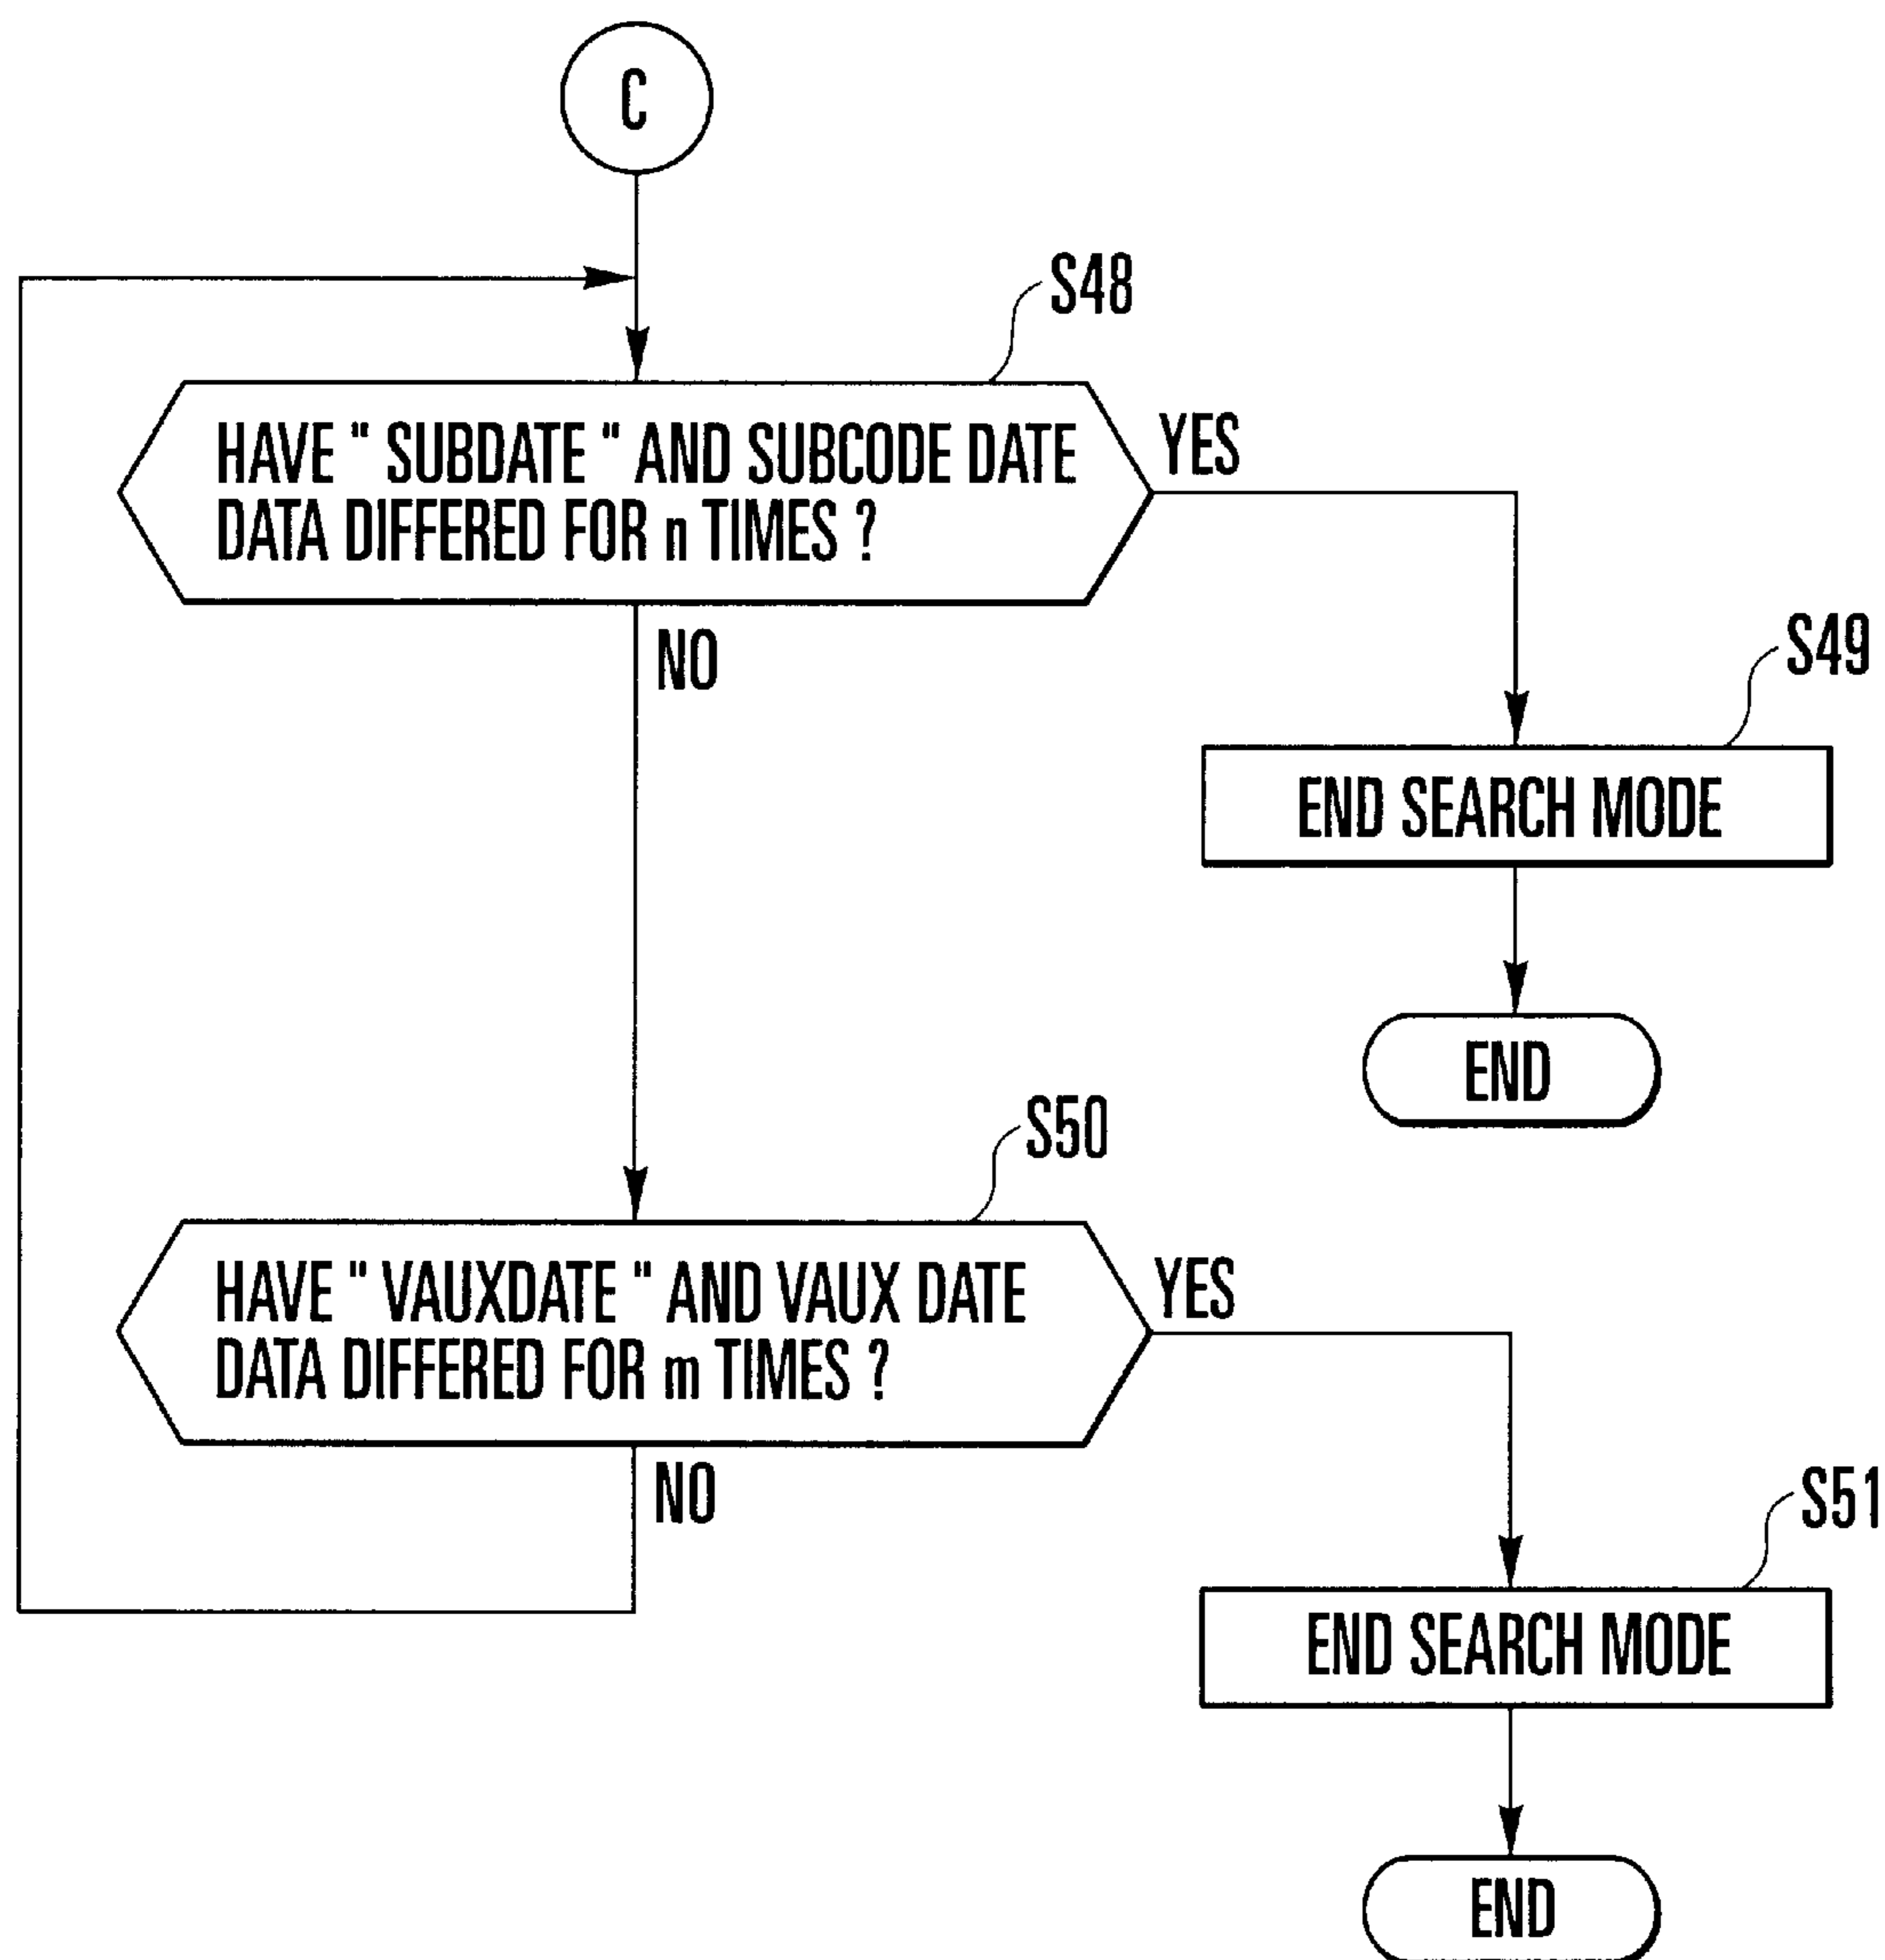 C
S48
HAVE " SUBDATE " AND SUBCODE DATE
DATA DIFFERED FOR n TIMES ?
YES
NO
S49
END SEARCH MODE
END
S50
HAVE " VAUXDATE " AND VAUX DATE
DATA DIFFERED FOR m TIMES ?
YES
NO
S51
END SEARCH MODE
END